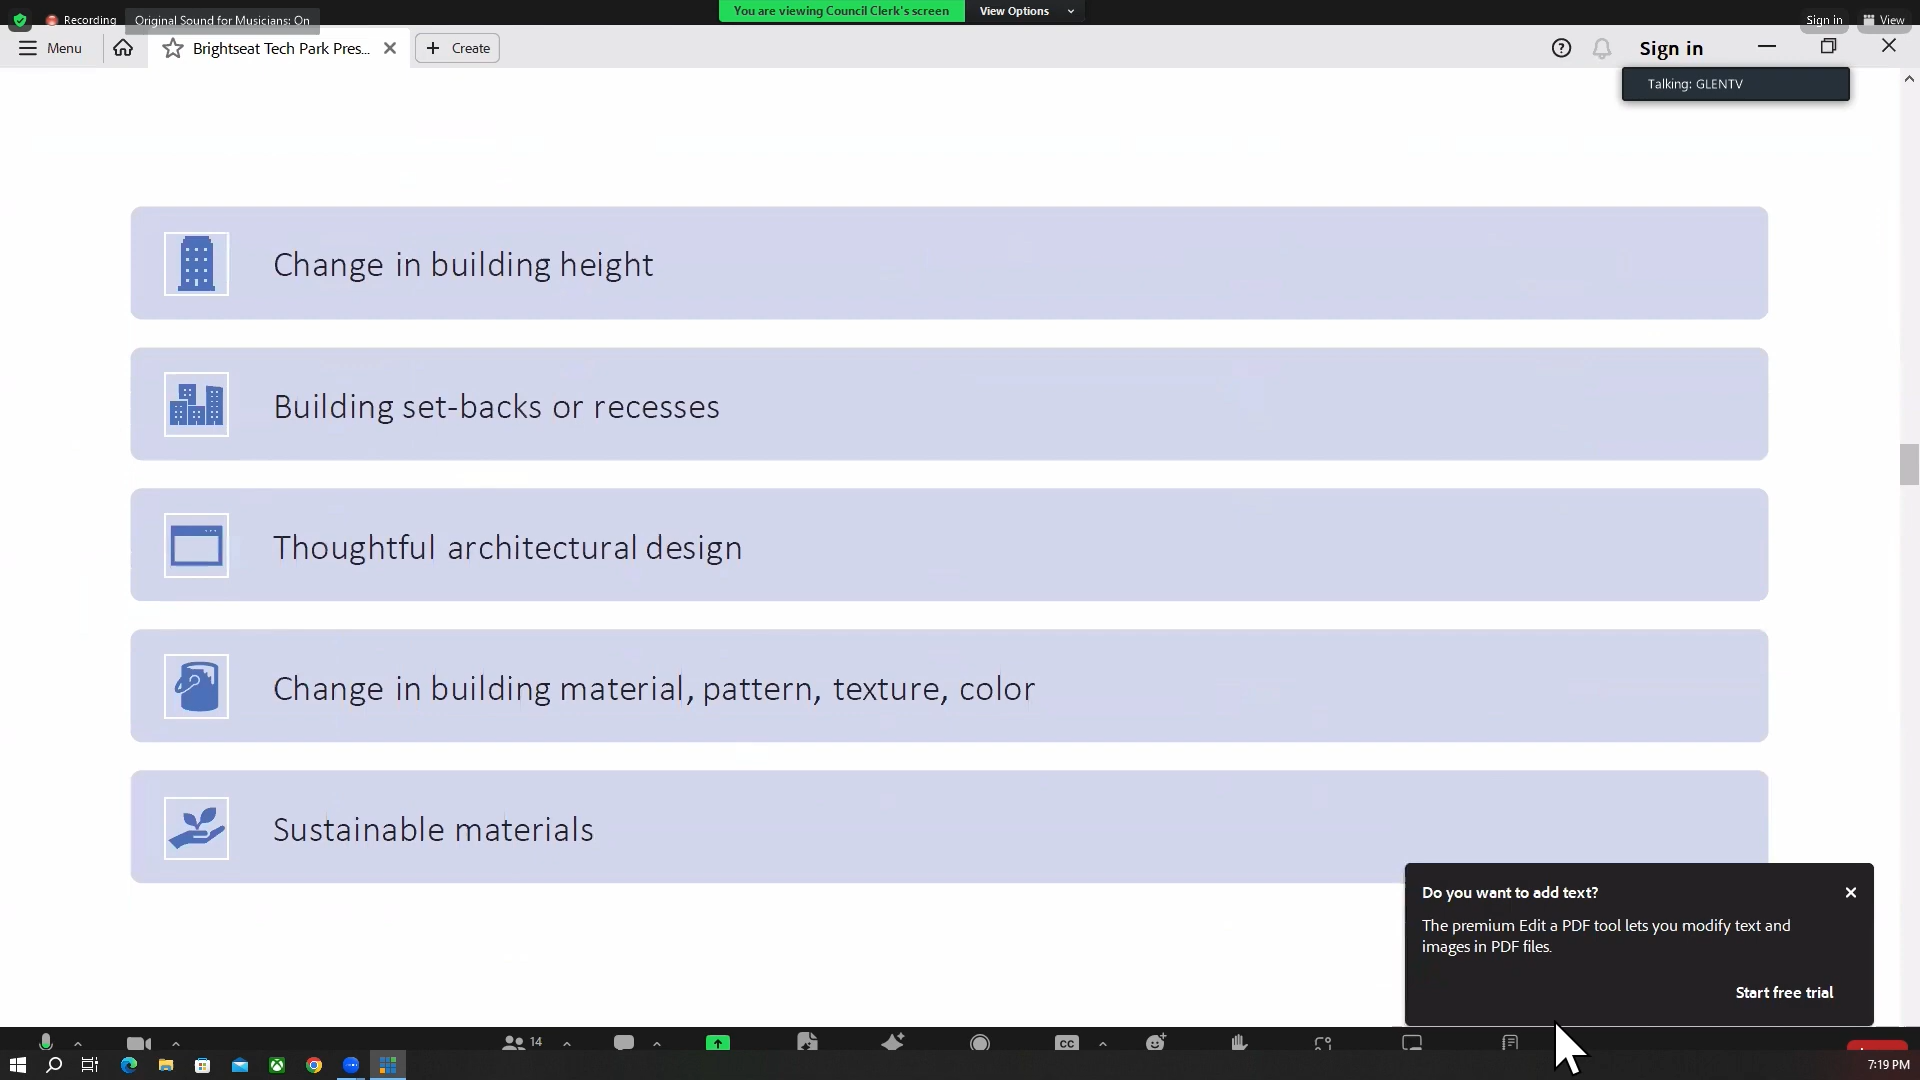 Recording
Original Sound for Musicians: On
You are viewing Council Clerk's screen
View Options
Sign in
View
Menu
Brightseat Tech Park Pres...
Create
Sign in
Talking: GLENTV
Change in building height
Building set-backs or recesses
Thoughtful architectural design
Change in building material, pattern, texture, color
Sustainable materials
Do you want to add text?
The premium Edit a PDF tool lets you modify text and
images in PDF files.
Start free trial
14
CC
7:19 PM